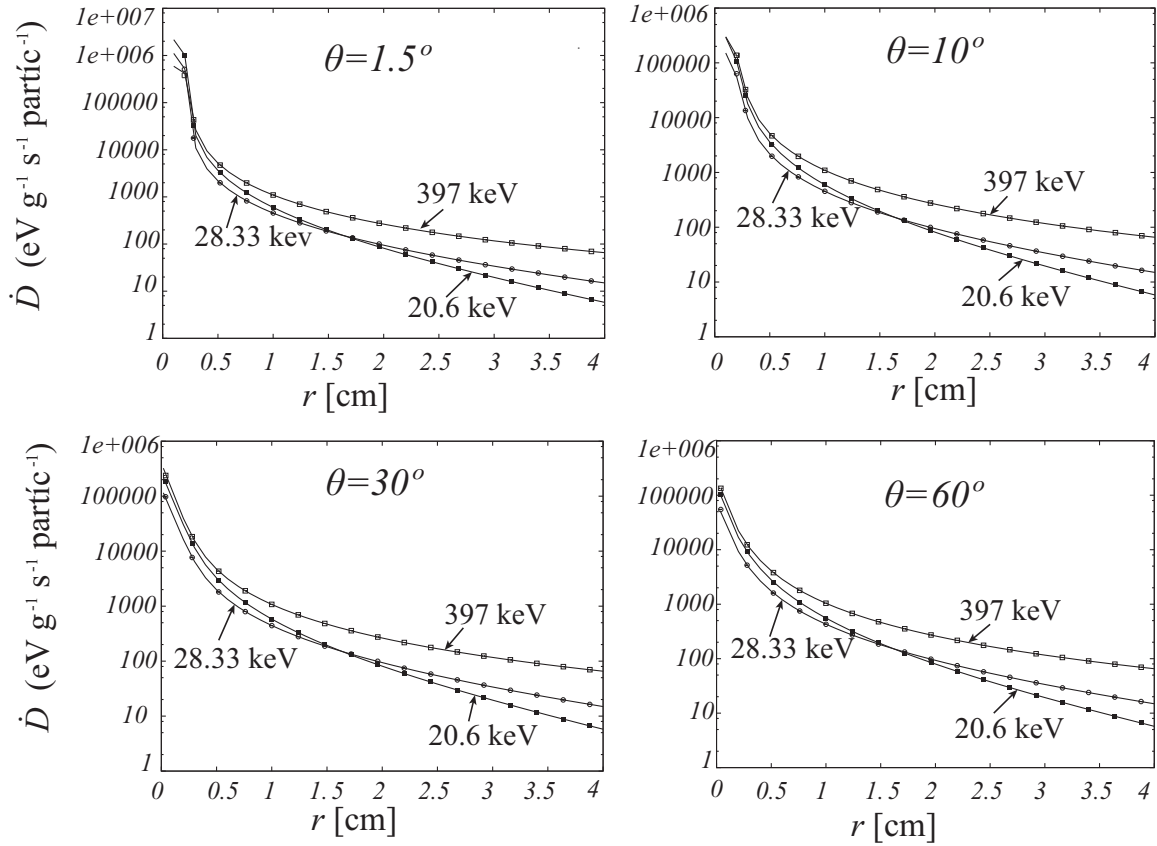 1e+007
1e+006
100000
10000
1000
100
10
1
Ḋ (eV g⁻¹ s⁻¹ partíc⁻¹)
θ=1.5º
397 keV
28.33 kev
20.6 keV
0 0.5 1 1.5 2 2.5 3 3.5 4
r [cm]
1e+006
100000
10000
1000
100
10
1
θ=10º
397 keV
28.33 keV
20.6 keV
0 0.5 1 1.5 2 2.5 3 3.5 4
r [cm]
1e+006
100000
10000
1000
100
10
1
Ḋ (eV g⁻¹ s⁻¹ partíc⁻¹)
θ=30º
397 keV
28.33 keV
20.6 keV
0 0.5 1 1.5 2 2.5 3 3.5 4
r [cm]
1e+006
100000
10000
1000
100
10
1
θ=60º
397 keV
28.33 keV
20.6 keV
0 0.5 1 1.5 2 2.5 3 3.5 4
r [cm]